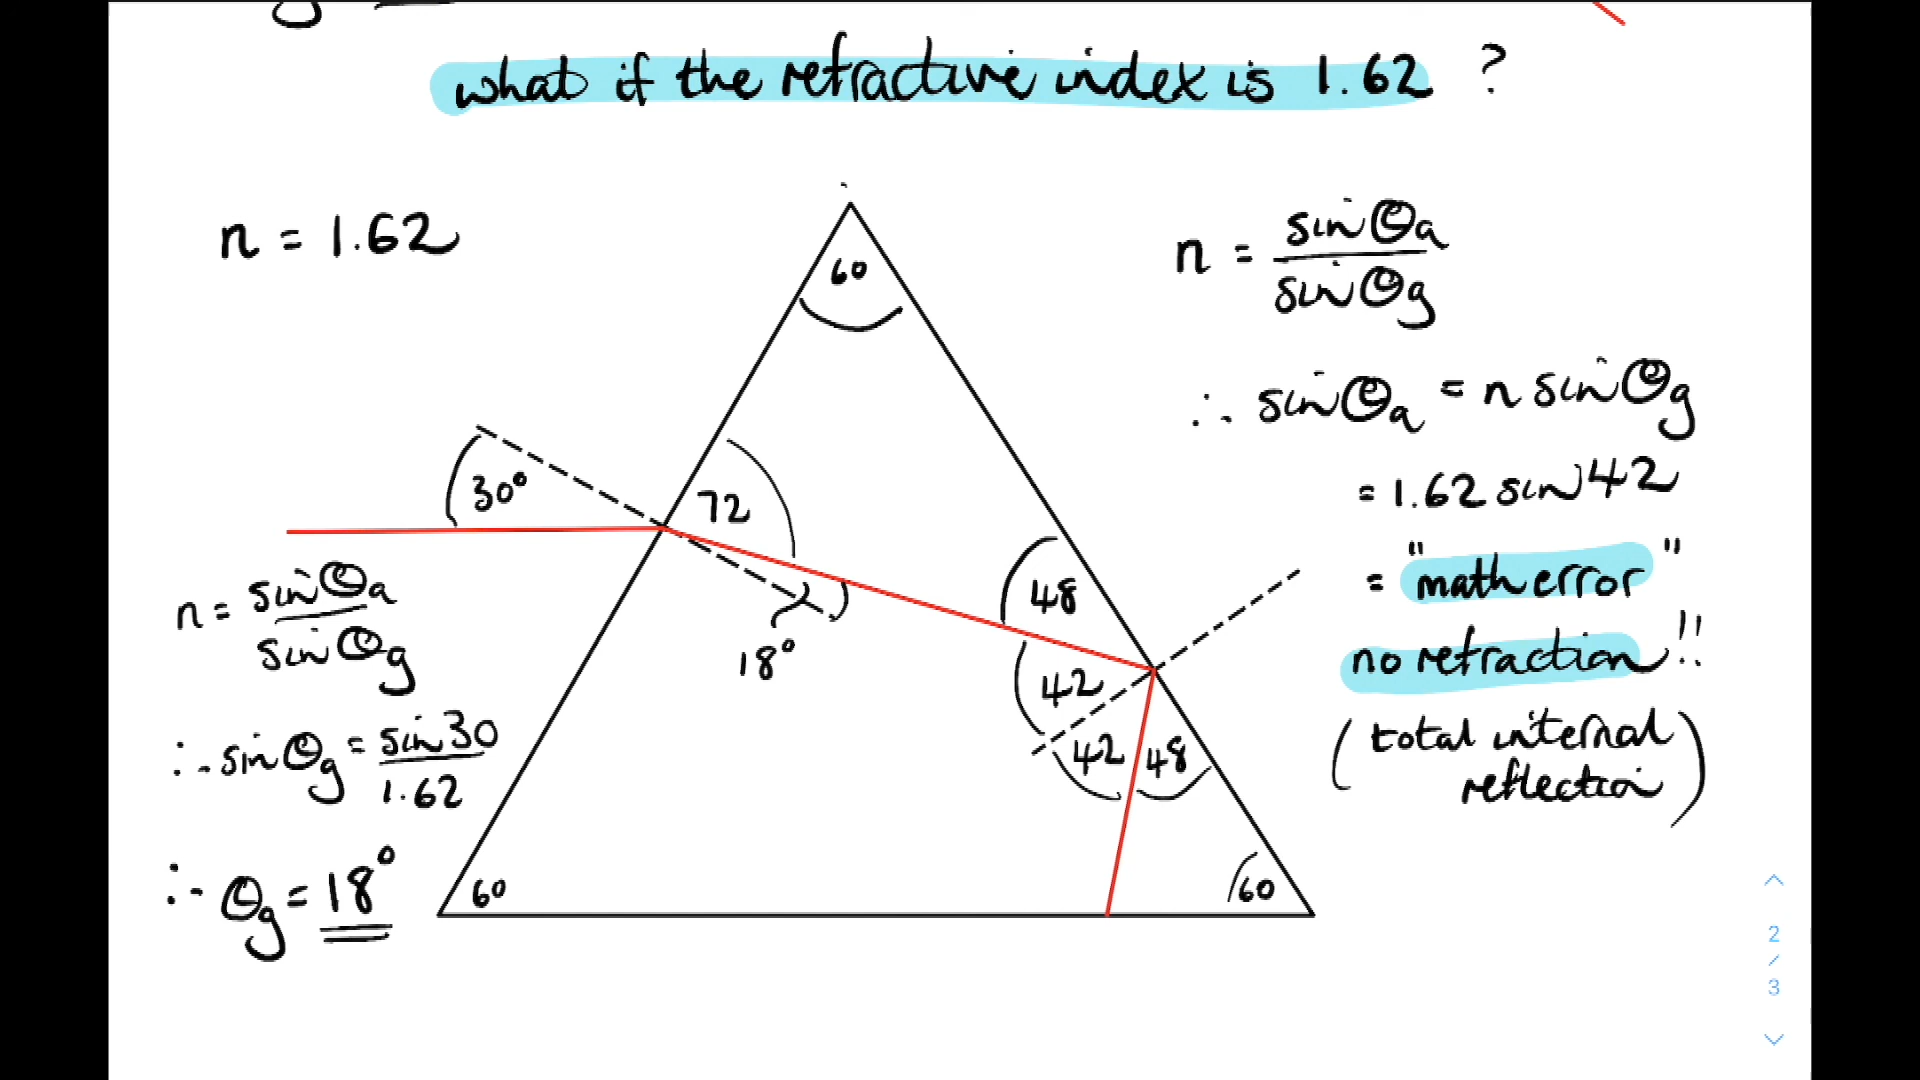 what if the refractive index is 1.62 ?
n = 1.62
60
30°
72
18°
48
42
42
48
60
60
n = sinθa / sinθg
∴ sinθg = sin30 / 1.62
∴ θg = 18°
n = sinθa / sinθg
∴ sinθa = n sinθg
= 1.62 sin 42
= "math error"
no refraction!!
(total internal
reflection)
2
/
3